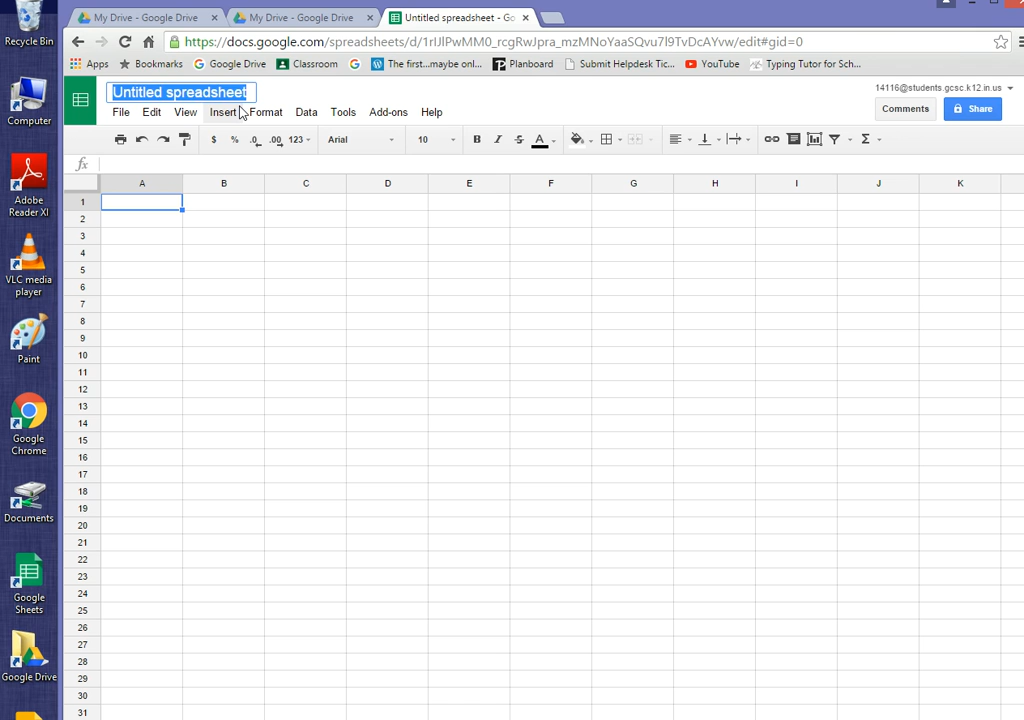 My Drive - Google Drive
My Drive - Google Drive
Untitled spreadsheet - Go
https://docs.google.com/spreadsheets/d/1rIJlPwMM0_rcgRwJpra_mzMNoYaaSQvu7l9TvDcAYvw/edit#gid=0
Apps Bookmarks Google Drive Classroom The first...maybe onl... Planboard Submit Helpdesk Tic... YouTube Typing Tutor for Sch...
Untitled spreadsheet
14116@students.gcsc.k12.in.us
File Edit View Insert Format Data Tools Add-ons Help
Comments Share
$ % .0 .00 123 Arial 10 B I S A Σ
fx
A B C D E F G H I J K
1
2
3
4
5
6
7
8
9
10
11
12
13
14
15
16
17
18
19
20
21
22
23
24
25
26
27
28
29
30
31
Recycle Bin
Computer
Adobe
Reader XI
VLC media
player
Paint
Google
Chrome
Documents
Google
Sheets
Google Drive